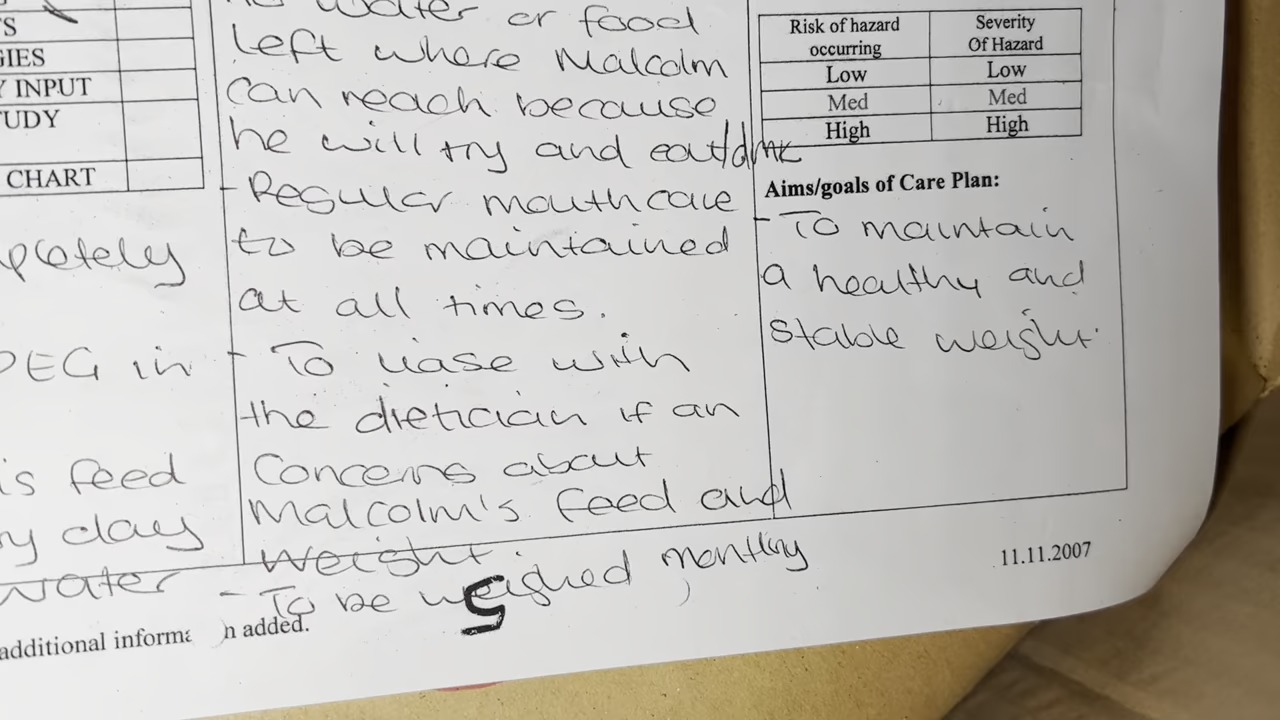 TS
GIES
Y INPUT
TUDY
CHART
mpletely
PEG in
is feed
ry day
water
additional informa n added.
no water or food
left where Malcolm
can reach because
he will try and eat/drink
- Regular mouthcare
to be maintained
at all times.
- To liase with
the dietician if an
concerns about
Malcolm's feed and
weight
- To be weighed monthly
5
Risk of hazard occurring
Severity Of Hazard
Low Low
Med Med
High High
Aims/goals of Care Plan:
- To maintain
a healthy and
stable weight.
11.11.2007